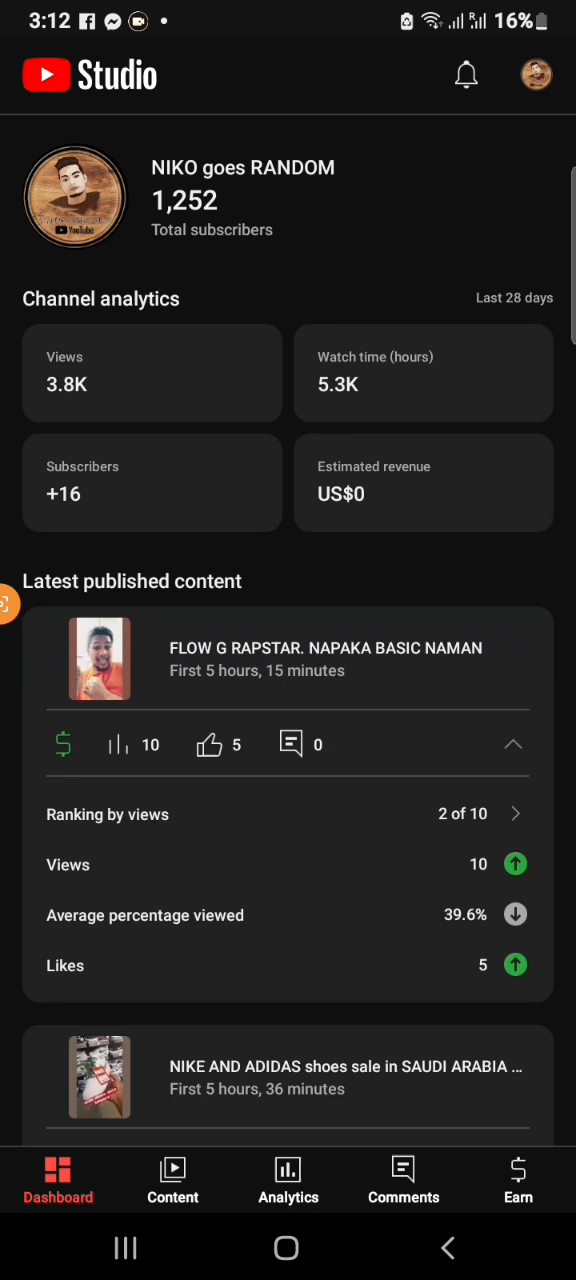 3:12
16%
Studio
NIKO goes RANDOM
1,252
Total subscribers
YouTube
Channel analytics
Last 28 days
Views
3.8K
Watch time (hours)
5.3K
Subscribers
+16
Estimated revenue
US$0
Latest published content
FLOW G RAPSTAR. NAPAKA BASIC NAMAN
First 5 hours, 15 minutes
10 5 0
Ranking by views 2 of 10
Views 10
Average percentage viewed 39.6%
Likes 5
NIKE AND ADIDAS shoes sale in SAUDI ARABIA ...
First 5 hours, 36 minutes
Dashboard
Content
Analytics
Comments
Earn